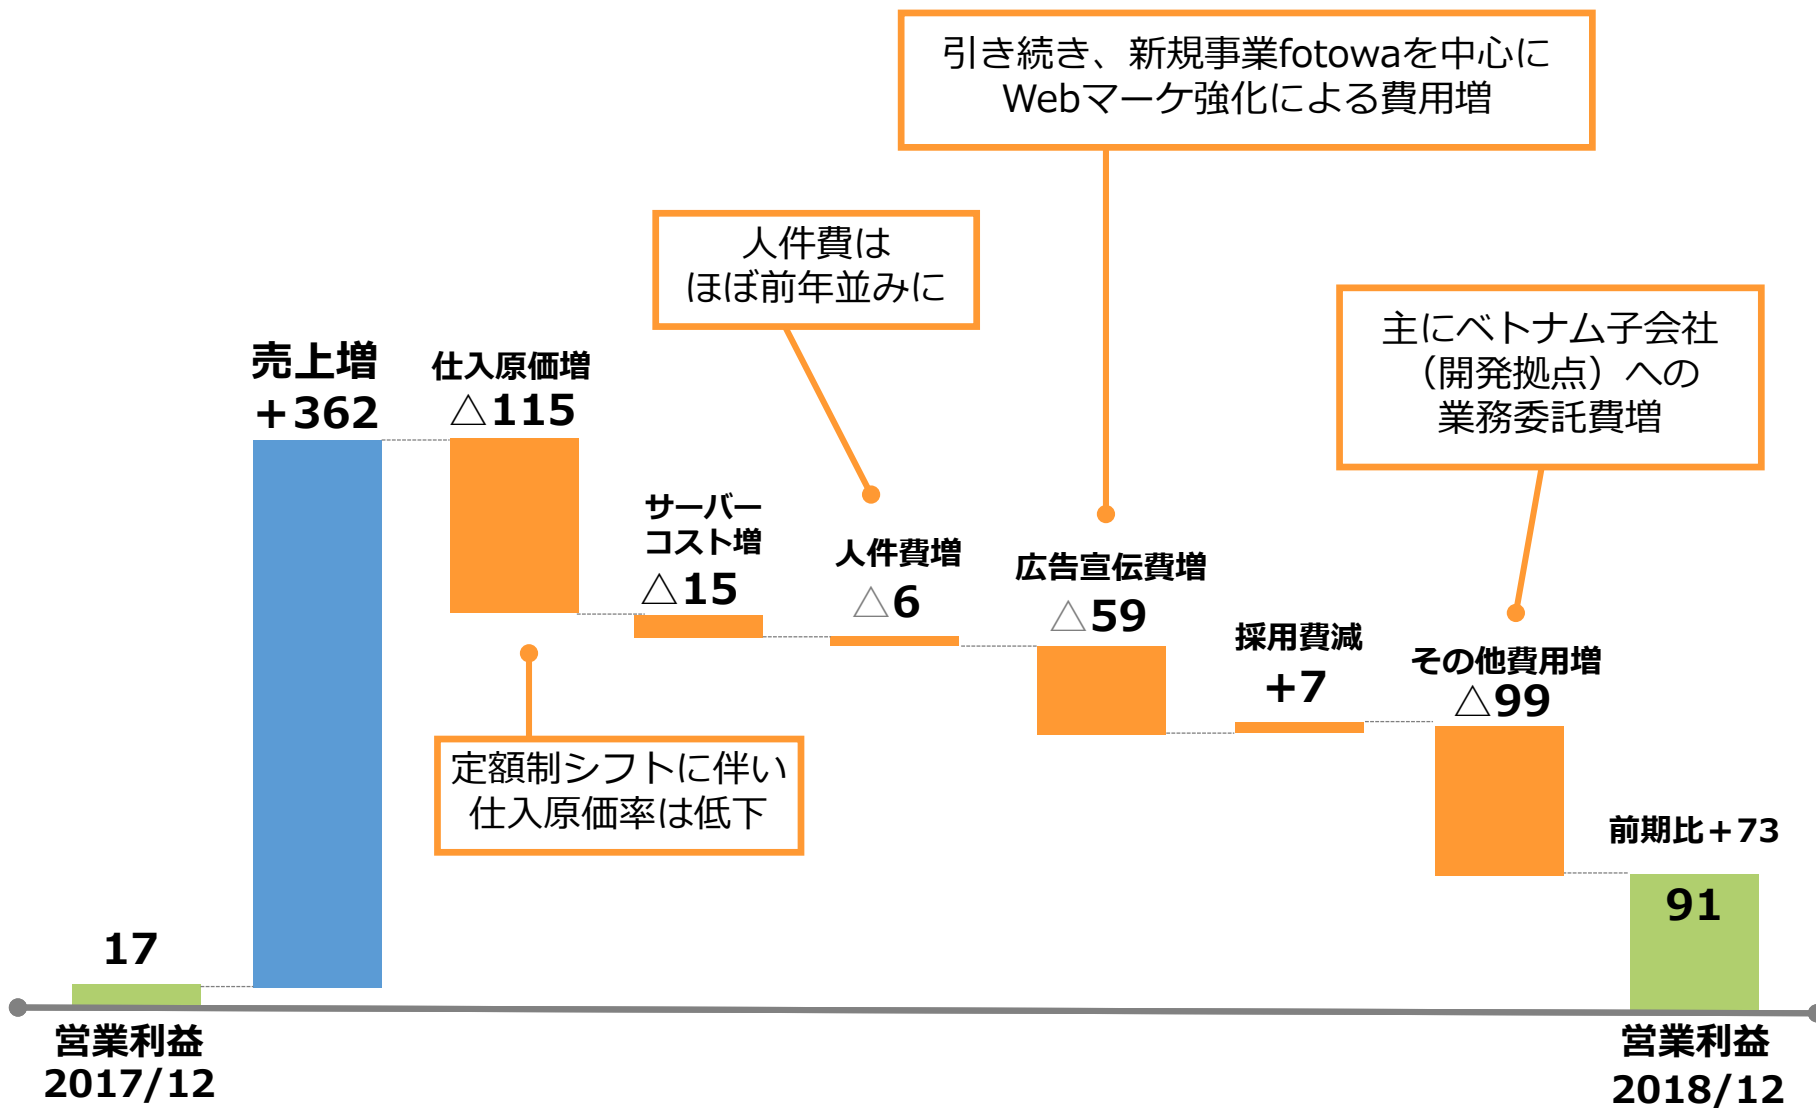 引き続き、新規事業fotowaを中心に
Webマーケ強化による費用増
人件費は
ほぼ前年並みに
主にベトナム子会社
（開発拠点）への
業務委託費増
売上増
+362
仕入原価増
△115
サーバー
コスト増
△15
人件費増
△6
広告宣伝費増
△59
採用費減
+7
その他費用増
△99
定額制シフトに伴い
仕入原価率は低下
前期比+73
91
17
営業利益
2017/12
営業利益
2018/12